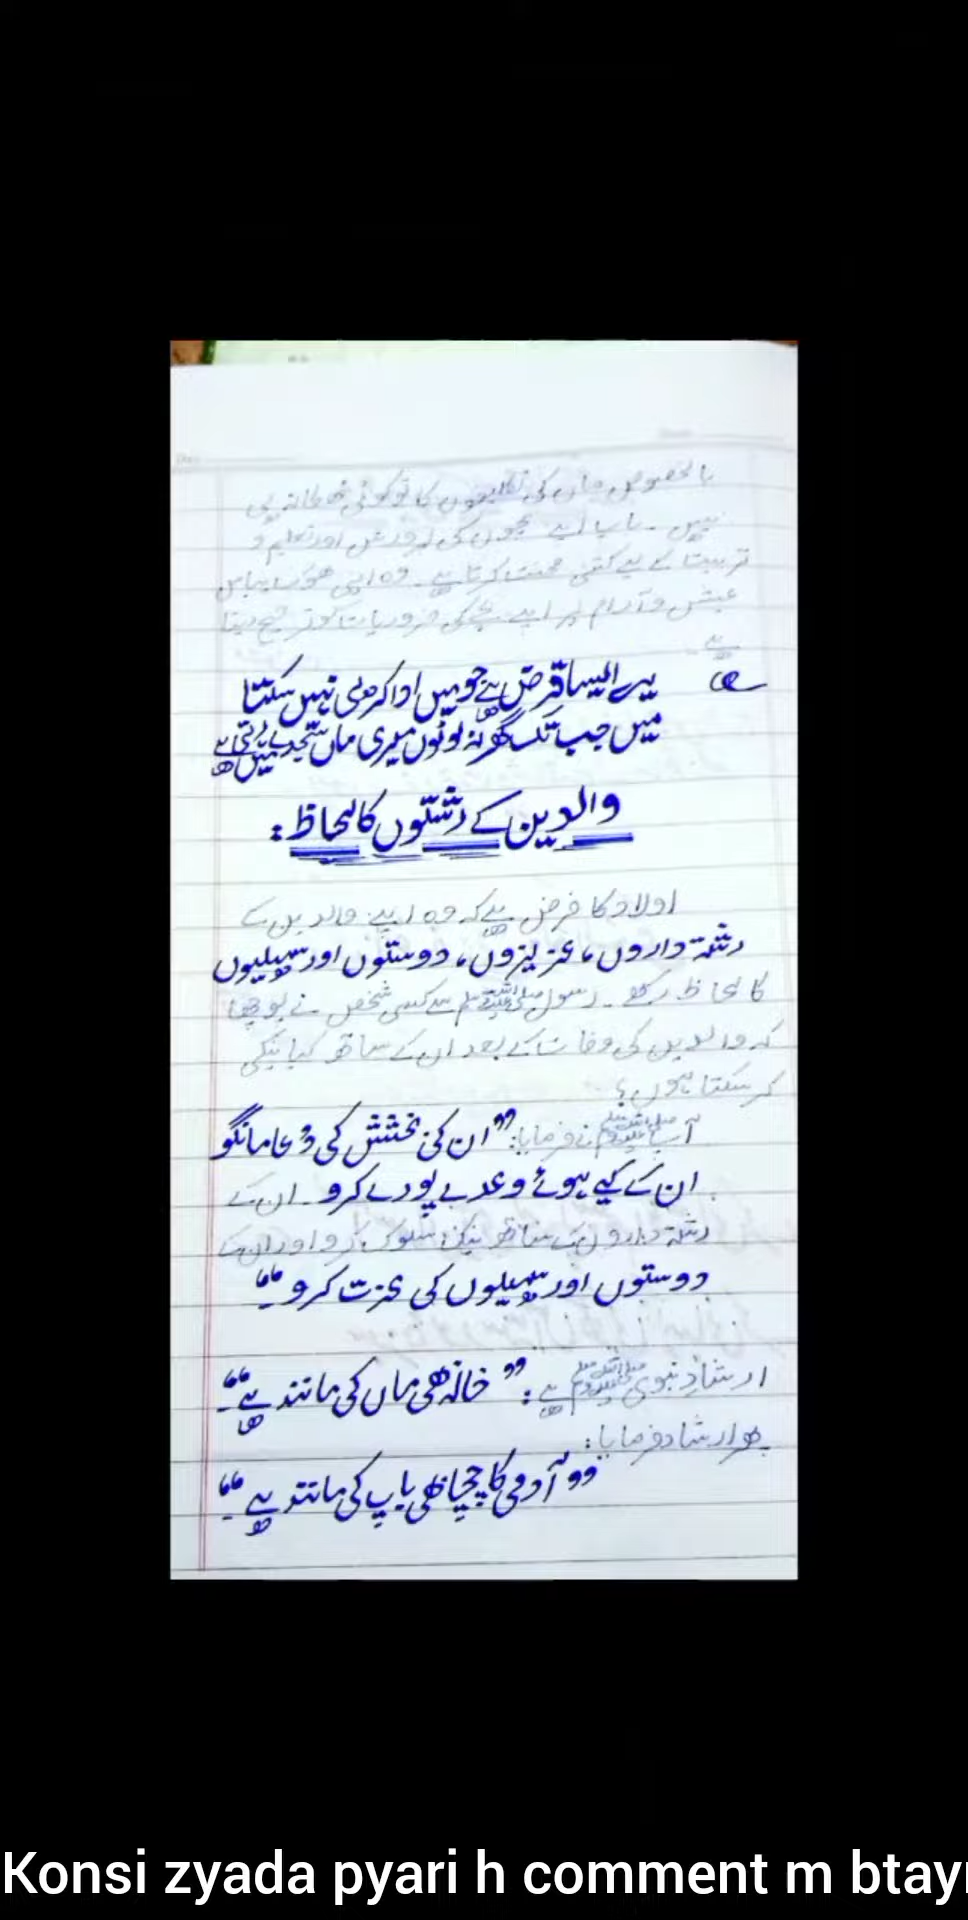 بالخصوص ماں کی تکلیفوں کا تو کوئی ٹھکانہ ہی
نہیں ۔ باپ اپنے بچوں کی پرورش اور تعلیم و
تربیت کے لیے کتنی محنت کرتا ہے ۔ وہ اپنی
عیش و آرام پر اپنے بچے کی ضروریات کو ترجیح دیتا
ہے ۔
یہ ایسا قرض ہے جو میں ادا کر ہی نہیں سکتا
میں جب تک گھر نہ لوٹوں میری ماں سجدے میں رہتی ہے
والدین کے رشتوں کا لحاظ :
اولاد کا فرض ہے کہ وہ اپنے والدین کے
رشتہ داروں ، عزیزوں ، دوستوں اور سہیلیوں
کا لحاظ رکھے ۔ رسول ﷺ سے کسی شخص نے پوچھا
کہ والدین کی وفات کے بعد ان کے ساتھ کیا نیکی
کر سکتا ہوں ؟
آپ ﷺ نے فرمایا : ”ان کی بخشش کی دعا مانگو
ان کے کیے ہوئے وعدے پورے کرو ۔ ان کے
رشتہ داروں کے ساتھ نیک سلوک کرو اور ان کے
دوستوں اور سہیلیوں کی عزت کرو ۔“
ارشادِ نبوی ﷺ ہے : ” خالہ بھی ماں کی مانند ہے ۔“
پھر ارشاد فرمایا :
”آدمی کا چچا بھی باپ کی مانند ہے ۔“
Konsi zyada pyari h comment m btay